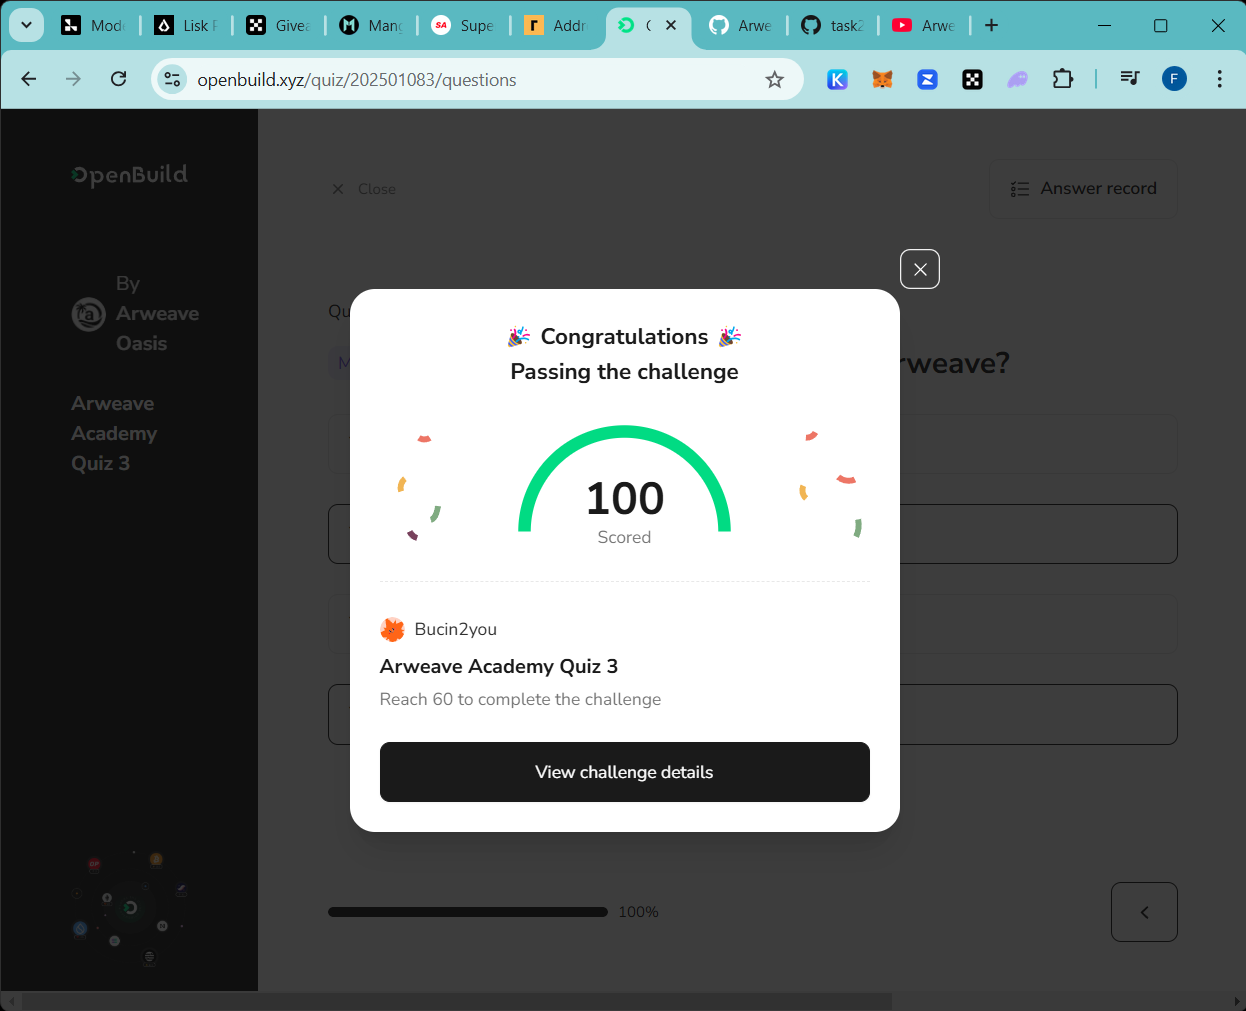 Mode
Lisk F
Givea
Mang
Supe
Addr
Arwe
task2
Arwe
openbuild.xyz/quiz/202501083/questions
F
OpenBuild
Close
Answer record
By
Arweave
Oasis
Arweave
Academy
Quiz 3
Qu
M
rweave?
Congratulations
Passing the challenge
100
Scored
Bucin2you
Arweave Academy Quiz 3
Reach 60 to complete the challenge
View challenge details
100%